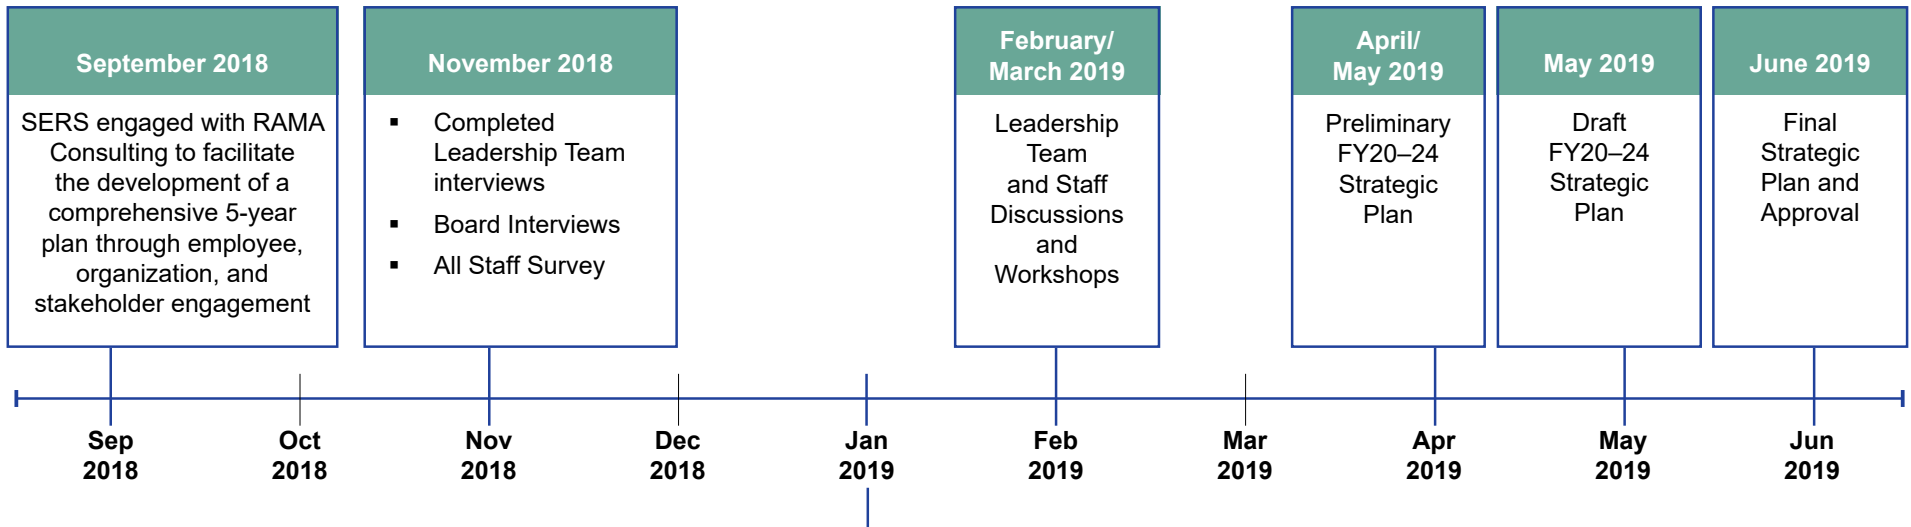 September 2018
SERS engaged with RAMA
Consulting to facilitate
the development of a
comprehensive 5-year
plan through employee,
organization, and
stakeholder engagement
November 2018
▪ Completed
Leadership Team
interviews
▪ Board Interviews
▪ All Staff Survey
February/
March 2019
Leadership
Team
and Staff
Discussions
and
Workshops
April/
May 2019
Preliminary
FY20–24
Strategic
Plan
May 2019
Draft
FY20–24
Strategic
Plan
June 2019
Final
Strategic
Plan and
Approval
Sep
2018
Oct
2018
Nov
2018
Dec
2018
Jan
2019
Feb
2019
Mar
2019
Apr
2019
May
2019
Jun
2019